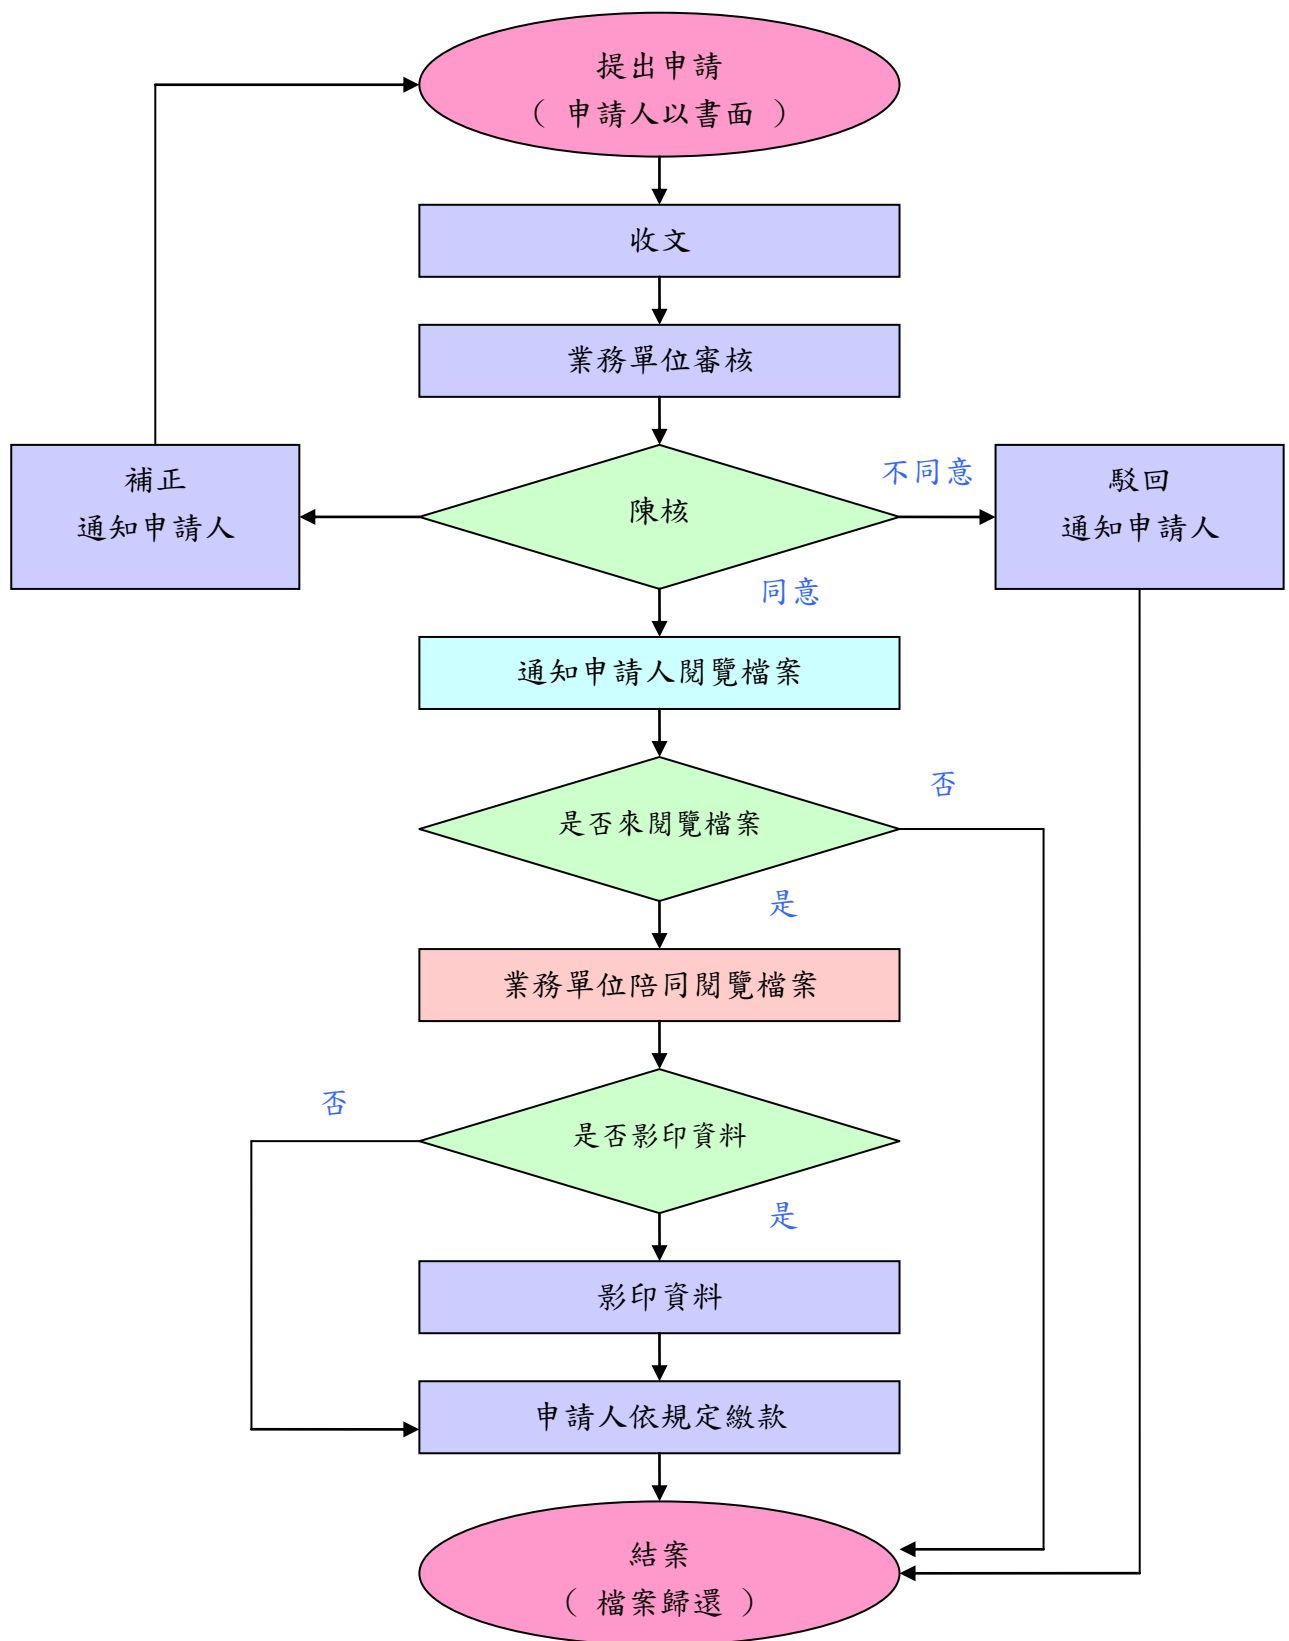 提出申請
（ 申請人以書面 ）
收文
業務單位審核
補正
通知申請人
陳核
不同意
駁回
通知申請人
同意
通知申請人閱覽檔案
是否來閱覽檔案
否
是
業務單位陪同閱覽檔案
否
是否影印資料
是
影印資料
申請人依規定繳款
結案
（ 檔案歸還 ）